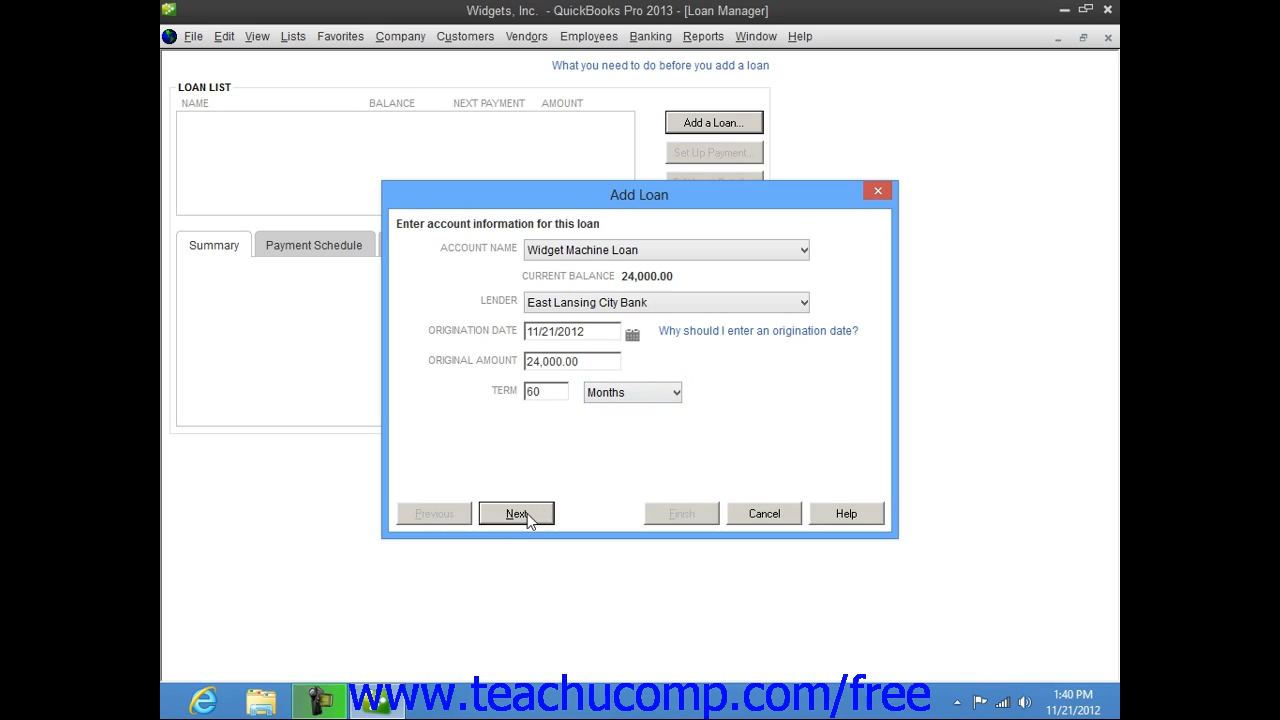 Widgets, Inc. - QuickBooks Pro 2013 - [Loan Manager]
File Edit View Lists Favorites Company Customers Vendors Employees Banking Reports Window Help
What you need to do before you add a loan
LOAN LIST
NAME BALANCE NEXT PAYMENT AMOUNT
Add a Loan...
Set Up Payment...
Add Loan
Enter account information for this loan
ACCOUNT NAME Widget Machine Loan
CURRENT BALANCE 24,000.00
LENDER East Lansing City Bank
ORIGINATION DATE 11/21/2012 Why should I enter an origination date?
ORIGINAL AMOUNT 24,000.00
TERM 60 Months
Summary Payment Schedule
Previous Next Finish Cancel Help
www.teachucomp.com/free
1:40 PM
11/21/2012